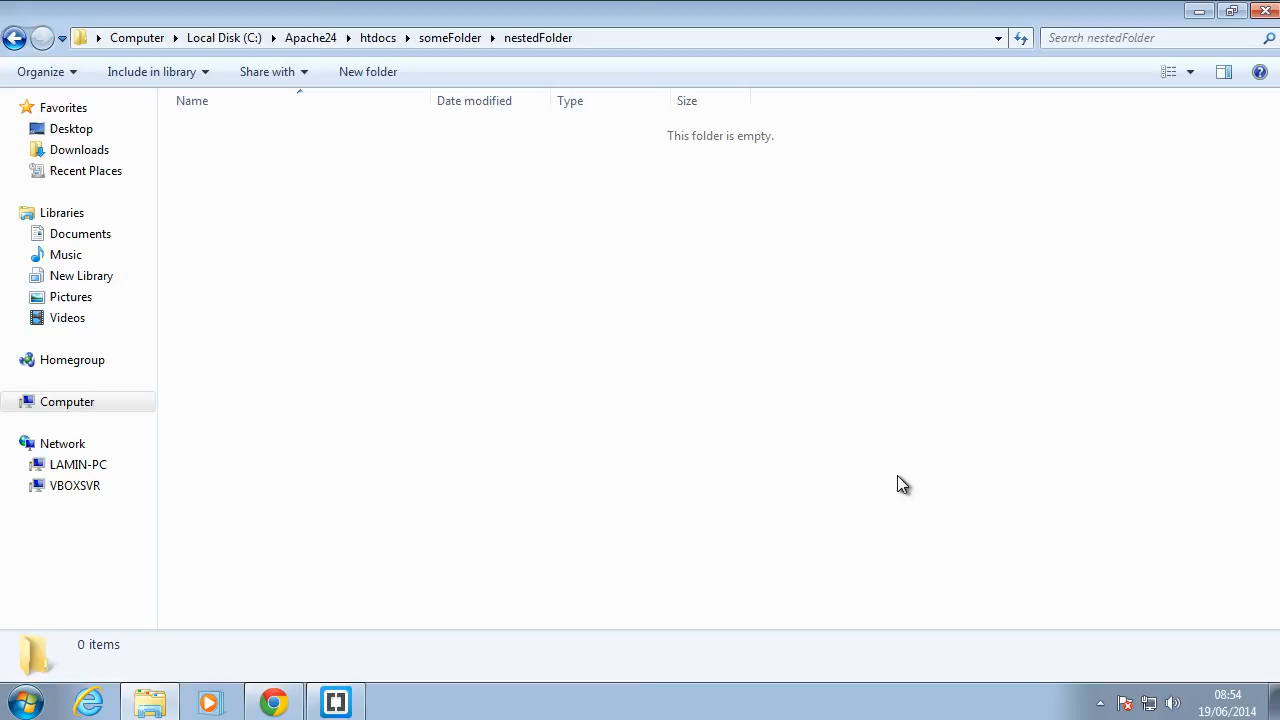 Computer Local Disk (C:) Apache24 htdocs someFolder nestedFolder Search nestedFolder
Organize Include in library Share with New folder
Name Date modified Type Size
This folder is empty.
Favorites
Desktop
Downloads
Recent Places
Libraries
Documents
Music
New Library
Pictures
Videos
Homegroup
Computer
Network
LAMIN-PC
VBOXSVR
0 items
08:54
19/06/2014